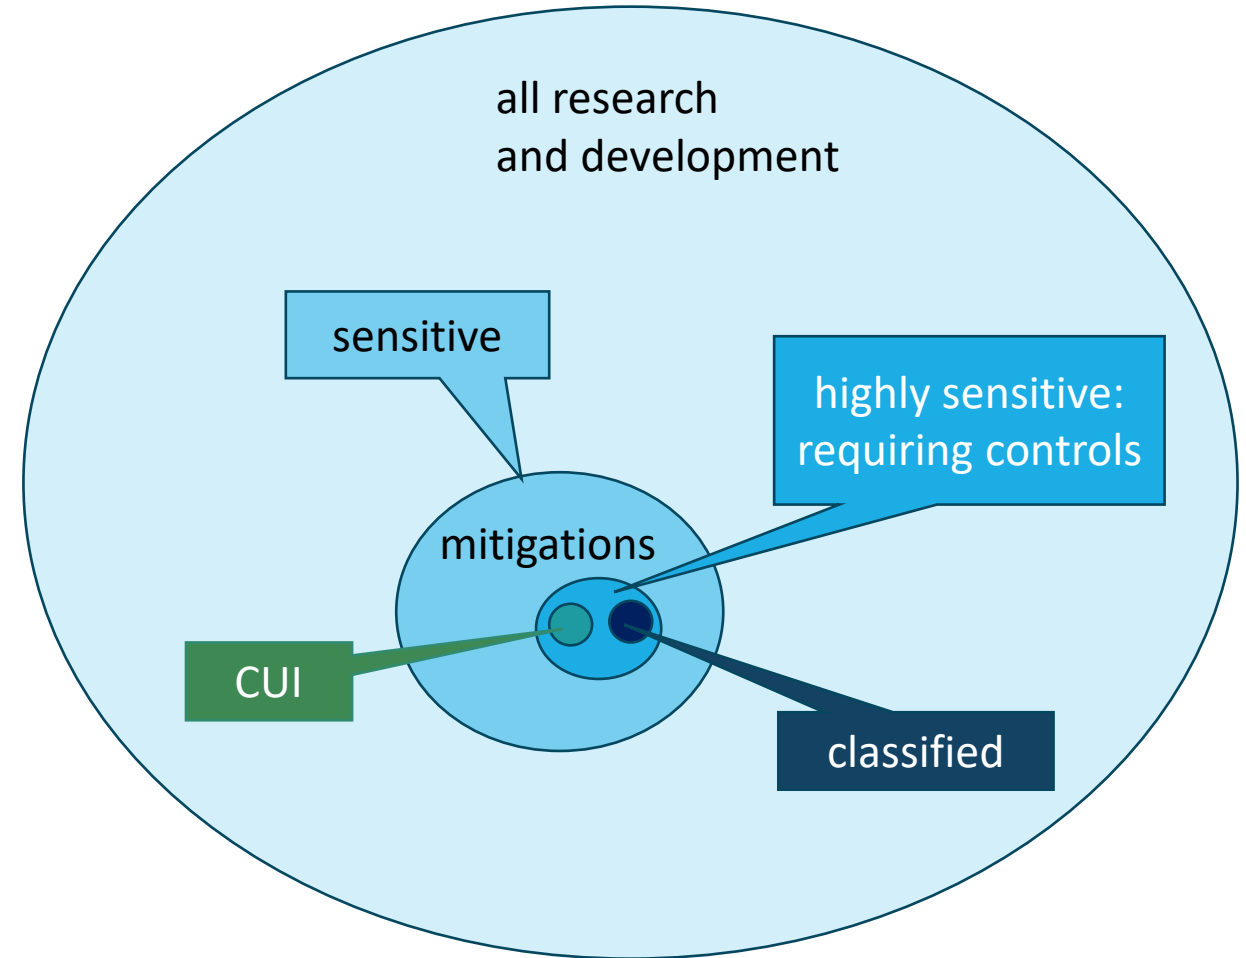 all research
and development
sensitive
highly sensitive:
requiring controls
mitigations
CUI
classified